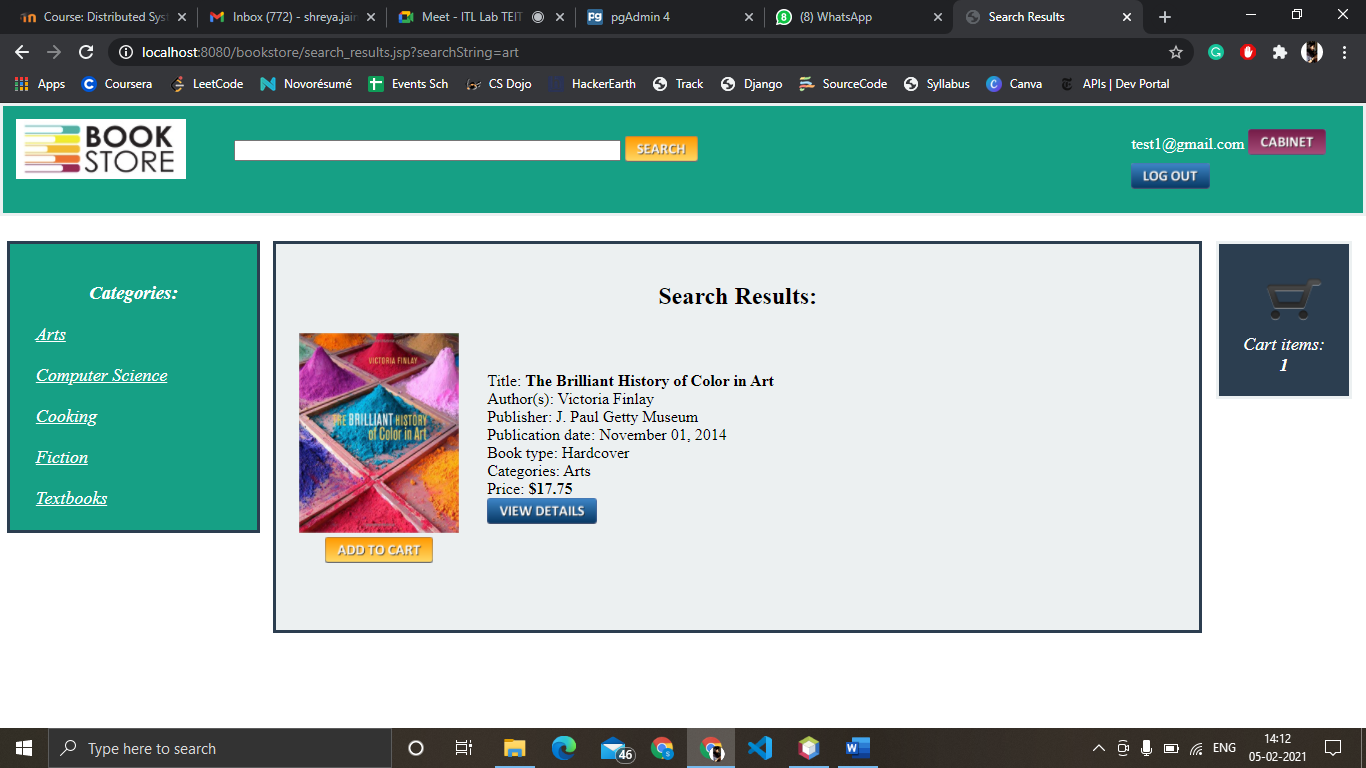 Course: Distributed Sys
Inbox (772) - shreya.jain
Meet - ITL Lab TEIT
pgAdmin 4
(8) WhatsApp
Search Results
localhost:8080/bookstore/search_results.jsp?searchString=art
Apps
Coursera
LeetCode
Novorésumé
Events Sch
CS Dojo
HackerEarth
Track
Django
SourceCode
Syllabus
Canva
APIs | Dev Portal
BOOK
STORE
SEARCH
test1@gmail.com
CABINET
LOG OUT
Categories:
Arts
Computer Science
Cooking
Fiction
Textbooks
Search Results:
VICTORIA FINLAY
THE BRILLIANT HISTORY
of Color in Art
ADD TO CART
Title: The Brilliant History of Color in Art
Author(s): Victoria Finlay
Publisher: J. Paul Getty Museum
Publication date: November 01, 2014
Book type: Hardcover
Categories: Arts
Price: $17.75
VIEW DETAILS
Cart items:
1
Type here to search
46
ENG
14:12
05-02-2021